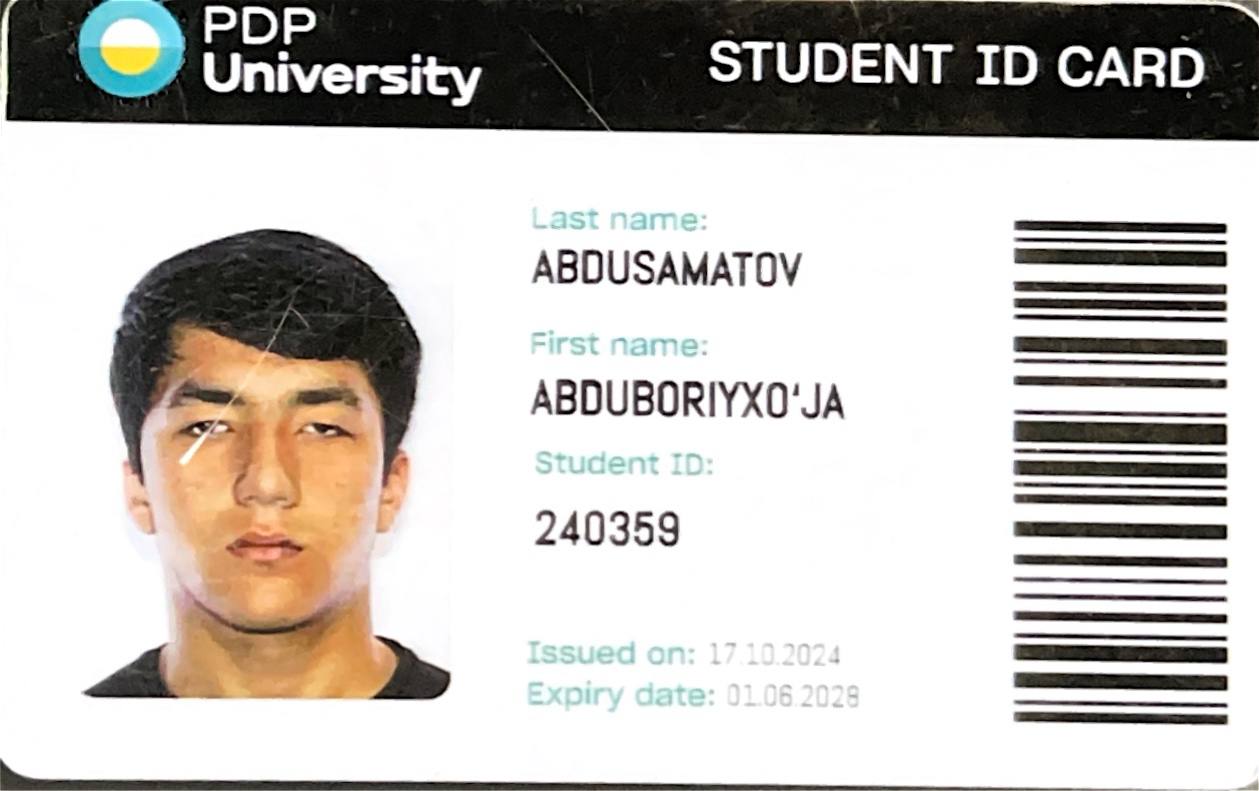 PDP
University
STUDENT ID CARD
Last name:
ABDUSAMATOV
First name:
ABDUBORIYXO‘JA
Student ID:
240359
Issued on: 17.10.2024
Expiry date: 01.06.2028